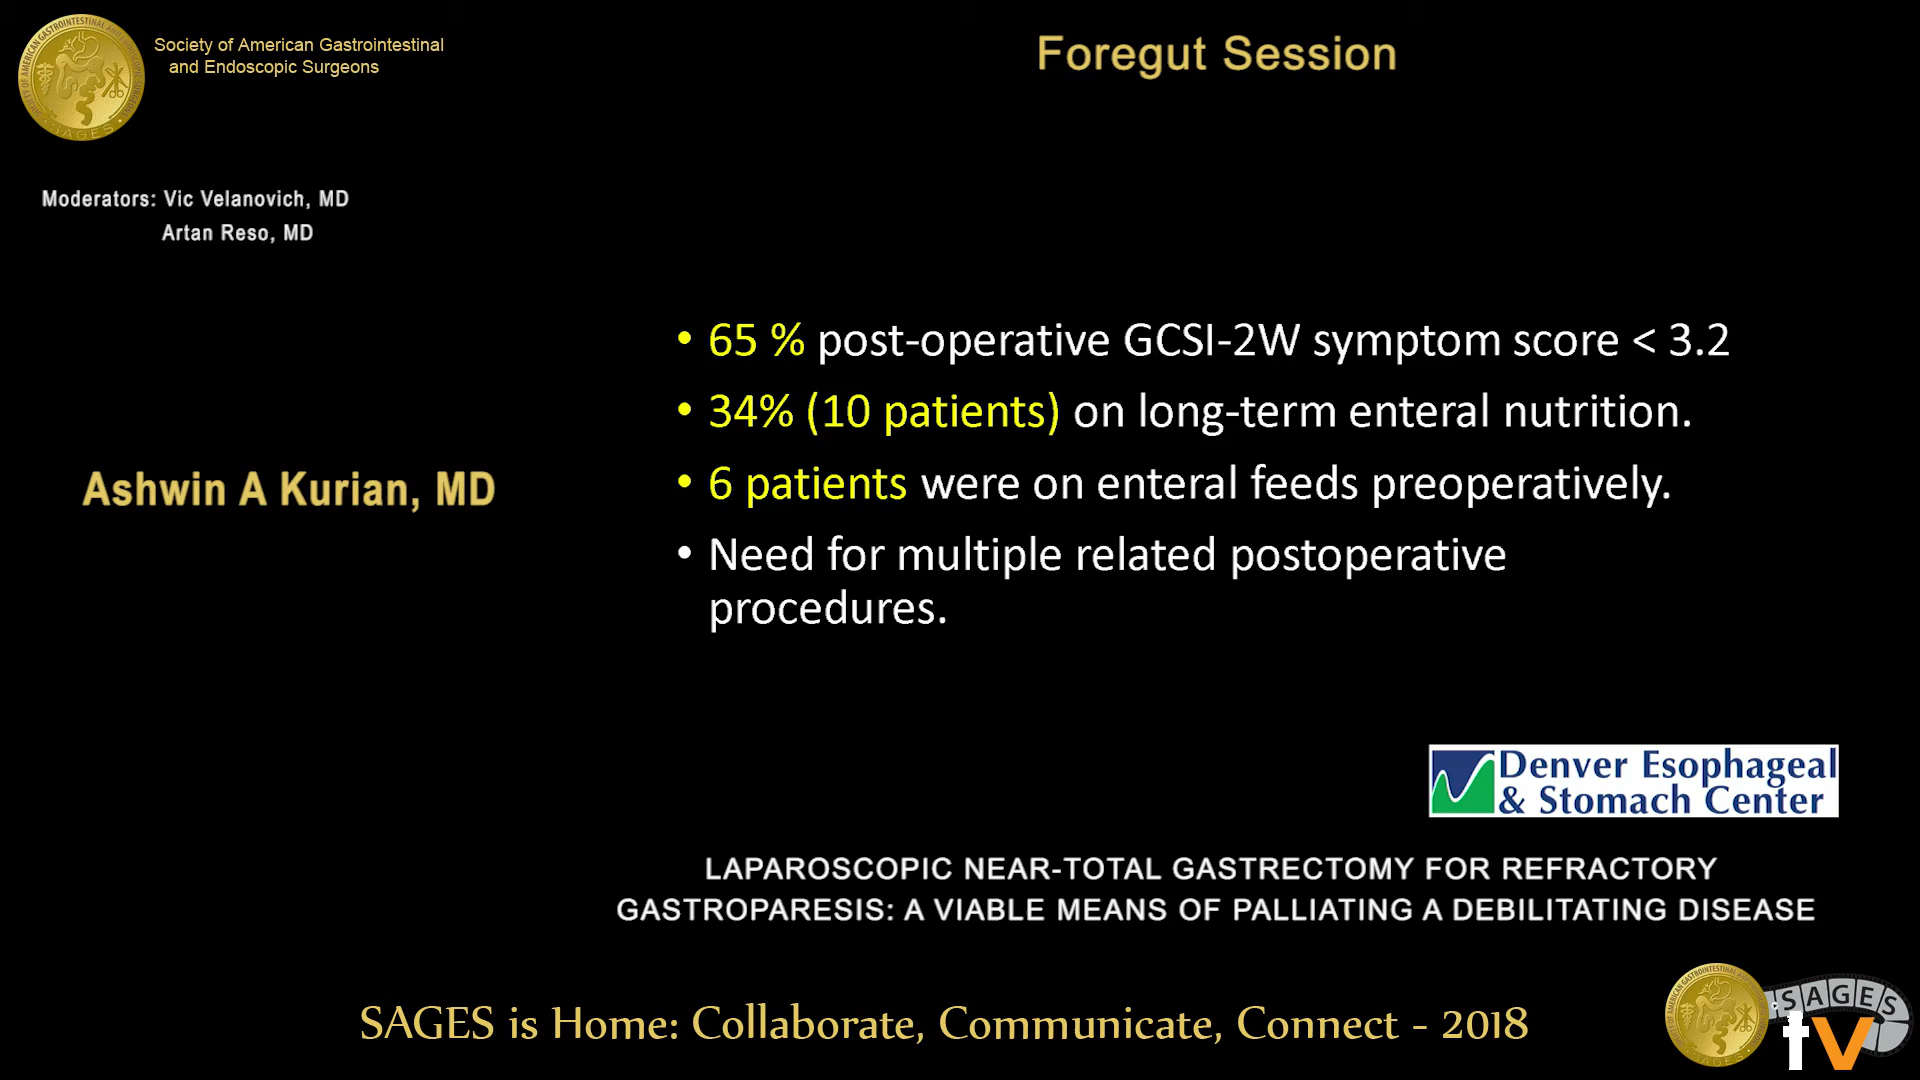 Society of American Gastrointestinal
and Endoscopic Surgeons
Foregut Session
Moderators: Vic Velanovich, MD
Artan Reso, MD
Ashwin A Kurian, MD
• 65 % post-operative GCSI-2W symptom score < 3.2
• 34% (10 patients) on long-term enteral nutrition.
• 6 patients were on enteral feeds preoperatively.
• Need for multiple related postoperative
procedures.
Denver Esophageal
& Stomach Center
LAPAROSCOPIC NEAR-TOTAL GASTRECTOMY FOR REFRACTORY
GASTROPARESIS: A VIABLE MEANS OF PALLIATING A DEBILITATING DISEASE
SAGES is Home: Collaborate, Communicate, Connect - 2018
SAGES
tv